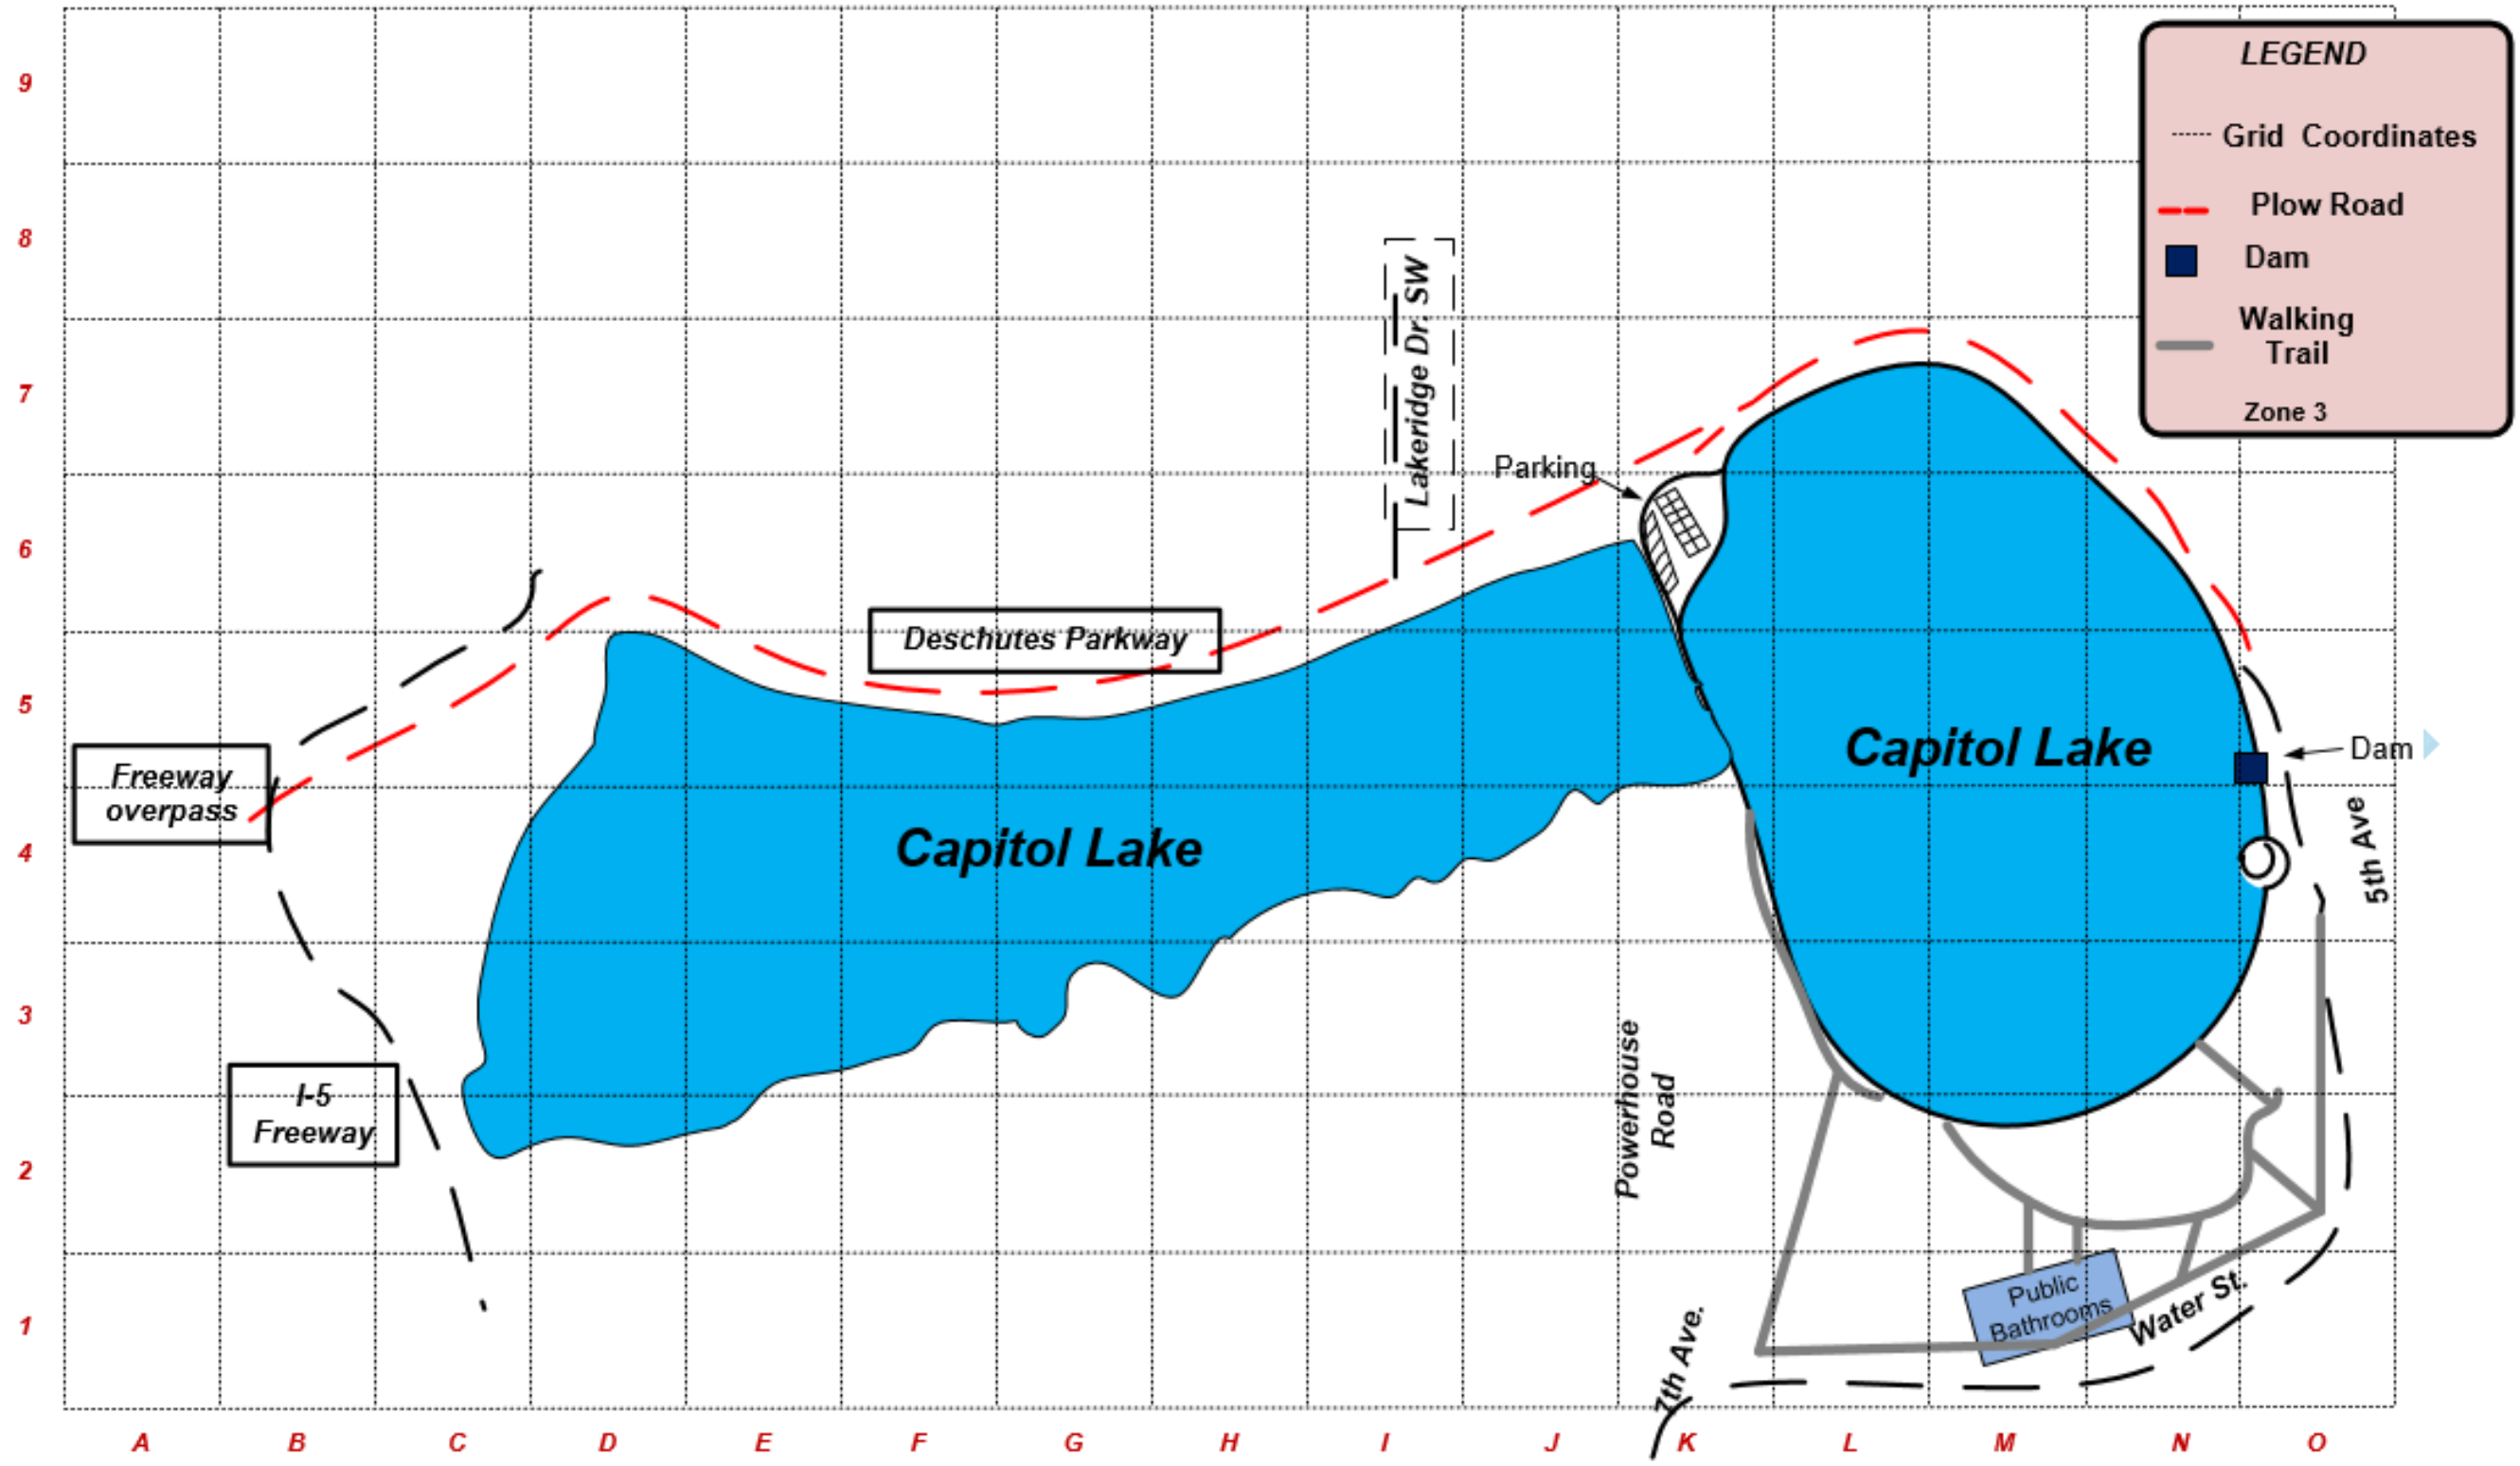 LEGEND
Grid Coordinates
Plow Road
Dam
Walking
Trail
Zone 3
9
8
7
6
5
4
3
2
1
Lakeridge Dr. SW
Parking
Deschutes Parkway
Freeway
overpass
Capitol Lake
Capitol Lake
Dam
5th Ave
I-5
Freeway
Powerhouse
Road
Public
Bathrooms
Water St.
7th Ave.
A B C D E F G H I J K L M N O